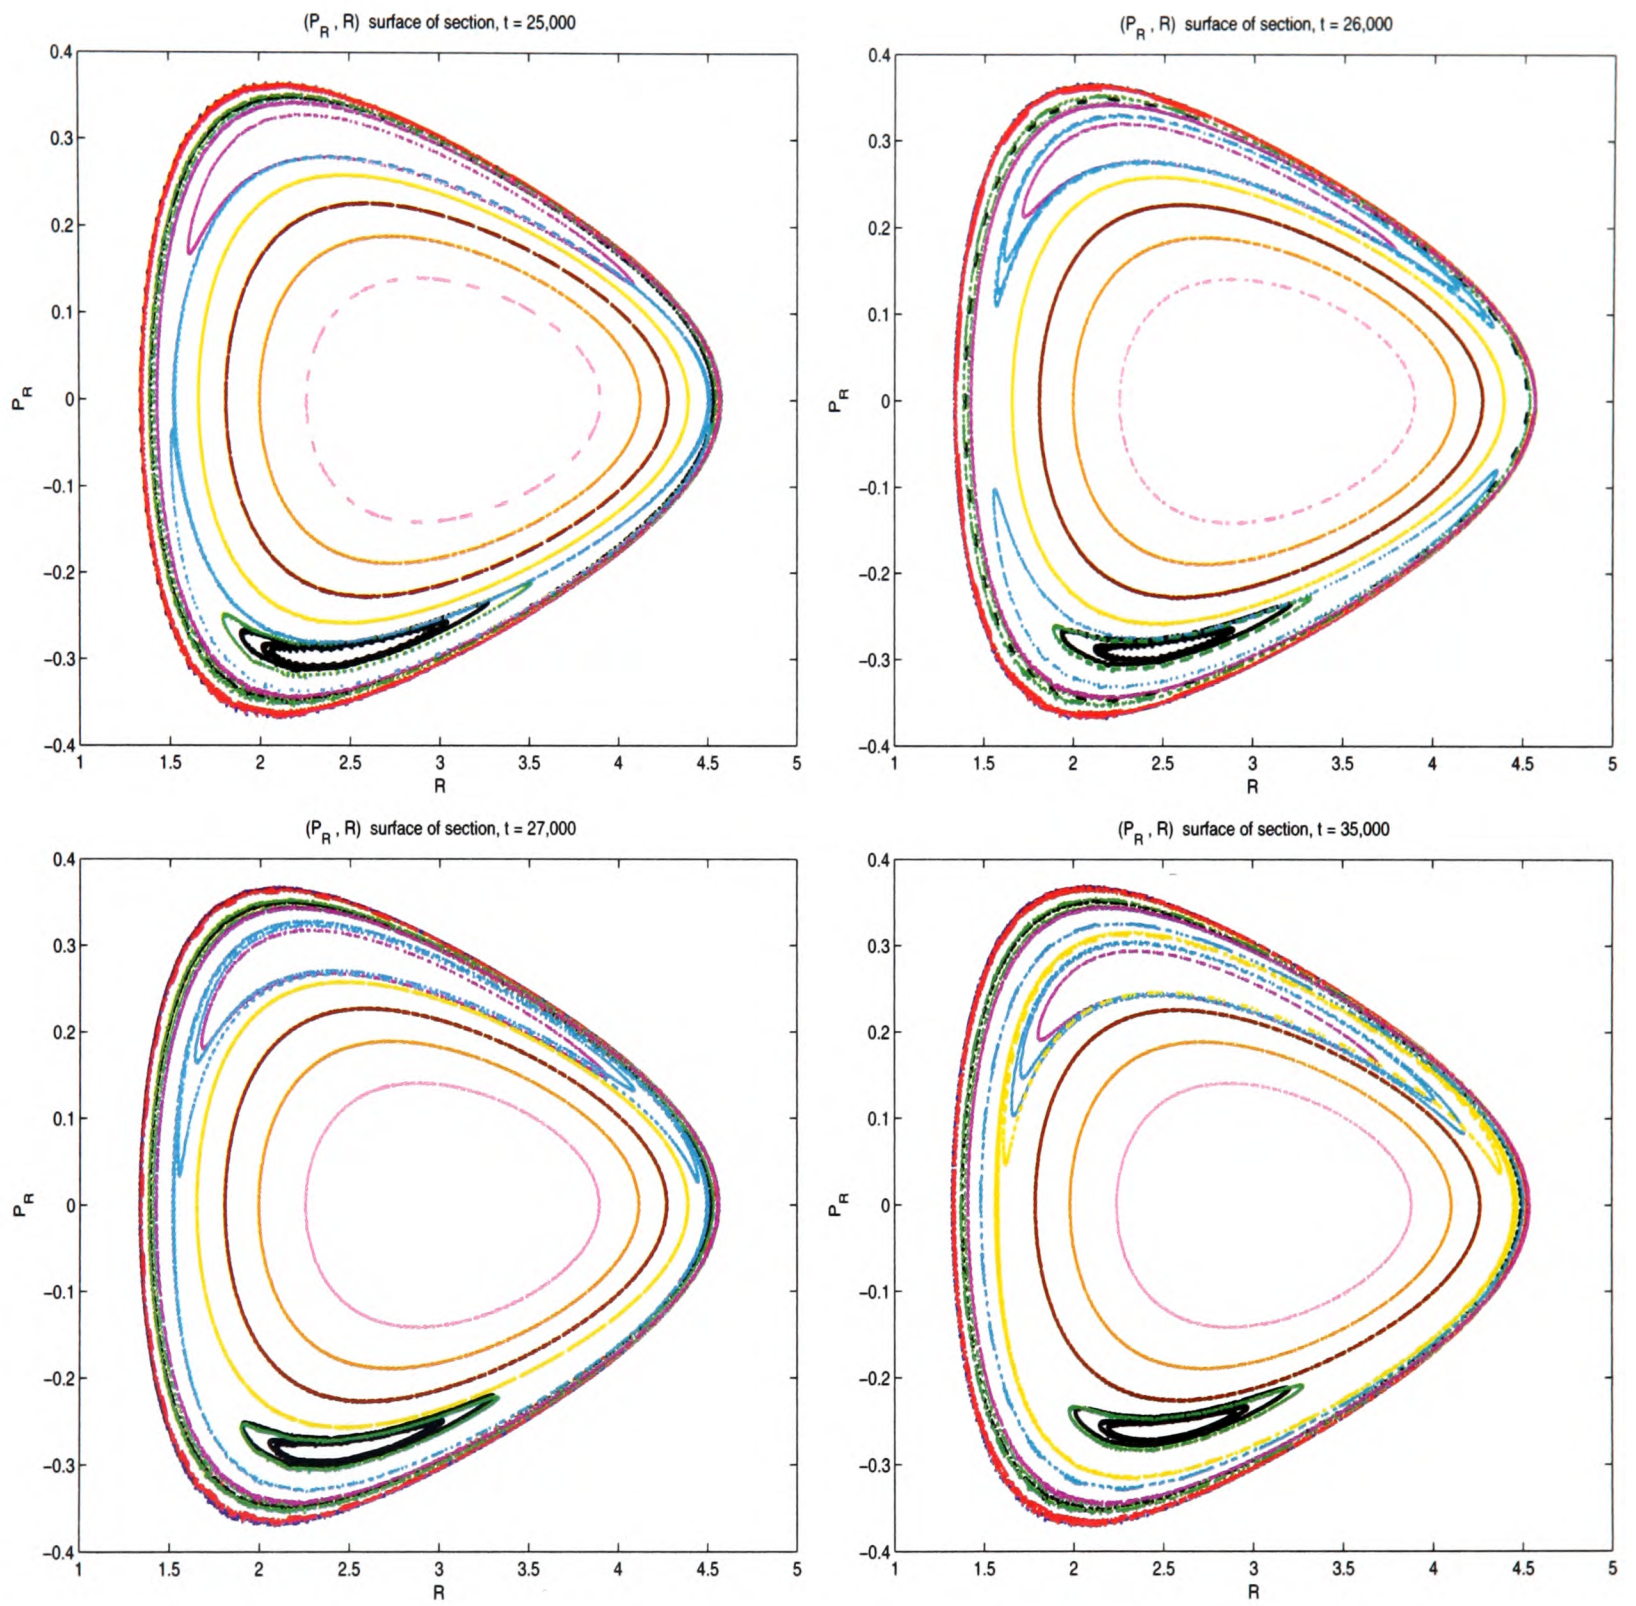 (P_R , R) surface of section, t = 25,000
0.4
0.3
0.2
0.1
0
−0.1
−0.2
−0.3
−0.4
P_R
1 1.5 2 2.5 3 3.5 4 4.5 5
R
(P_R , R) surface of section, t = 26,000
0.4
0.3
0.2
0.1
0
−0.1
−0.2
−0.3
−0.4
P_R
1 1.5 2 2.5 3 3.5 4 4.5 5
R
(P_R , R) surface of section, t = 27,000
0.4
0.3
0.2
0.1
0
−0.1
−0.2
−0.3
−0.4
P_R
1 1.5 2 2.5 3 3.5 4 4.5 5
R
(P_R , R) surface of section, t = 35,000
0.4
0.3
0.2
0.1
0
−0.1
−0.2
−0.3
−0.4
P_R
1 1.5 2 2.5 3 3.5 4 4.5 5
R